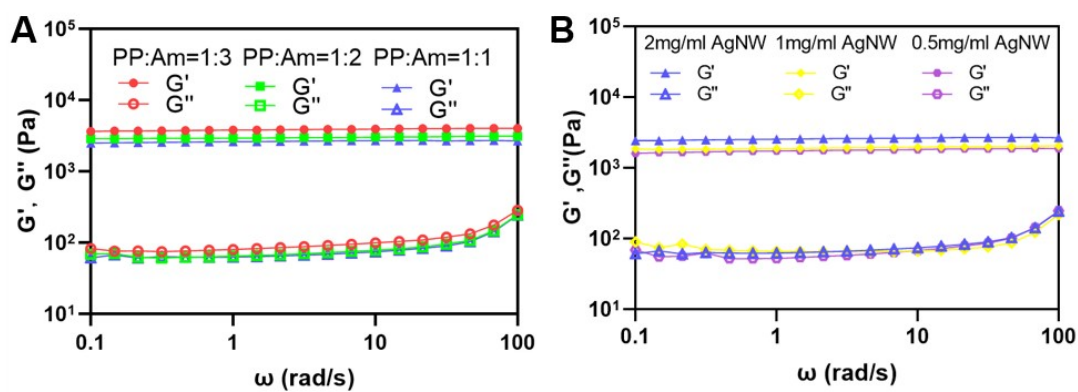 A
PP:Am=1:3 PP:Am=1:2 PP:Am=1:1
G' G' G'
G'' G'' G''
G', G'' (Pa)
10⁵
10⁴
10³
10²
10¹
0.1 1 10 100
ω (rad/s)
B
2mg/ml AgNW 1mg/ml AgNW 0.5mg/ml AgNW
G' G' G'
G'' G'' G''
G' ,G''(Pa)
10⁵
10⁴
10³
10²
10¹
0.1 1 10 100
ω (rad/s)